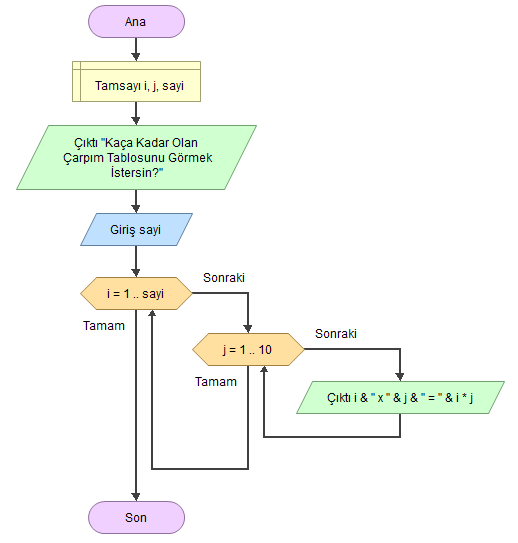 Ana
Tamsayı i, j, sayi
Çıktı "Kaça Kadar Olan
Çarpım Tablosunu Görmek
İstersin?"
Giriş sayi
i = 1 .. sayi
Sonraki
Tamam
j = 1 .. 10
Sonraki
Tamam
Çıktı i & " x " & j & " = " & i * j
Son